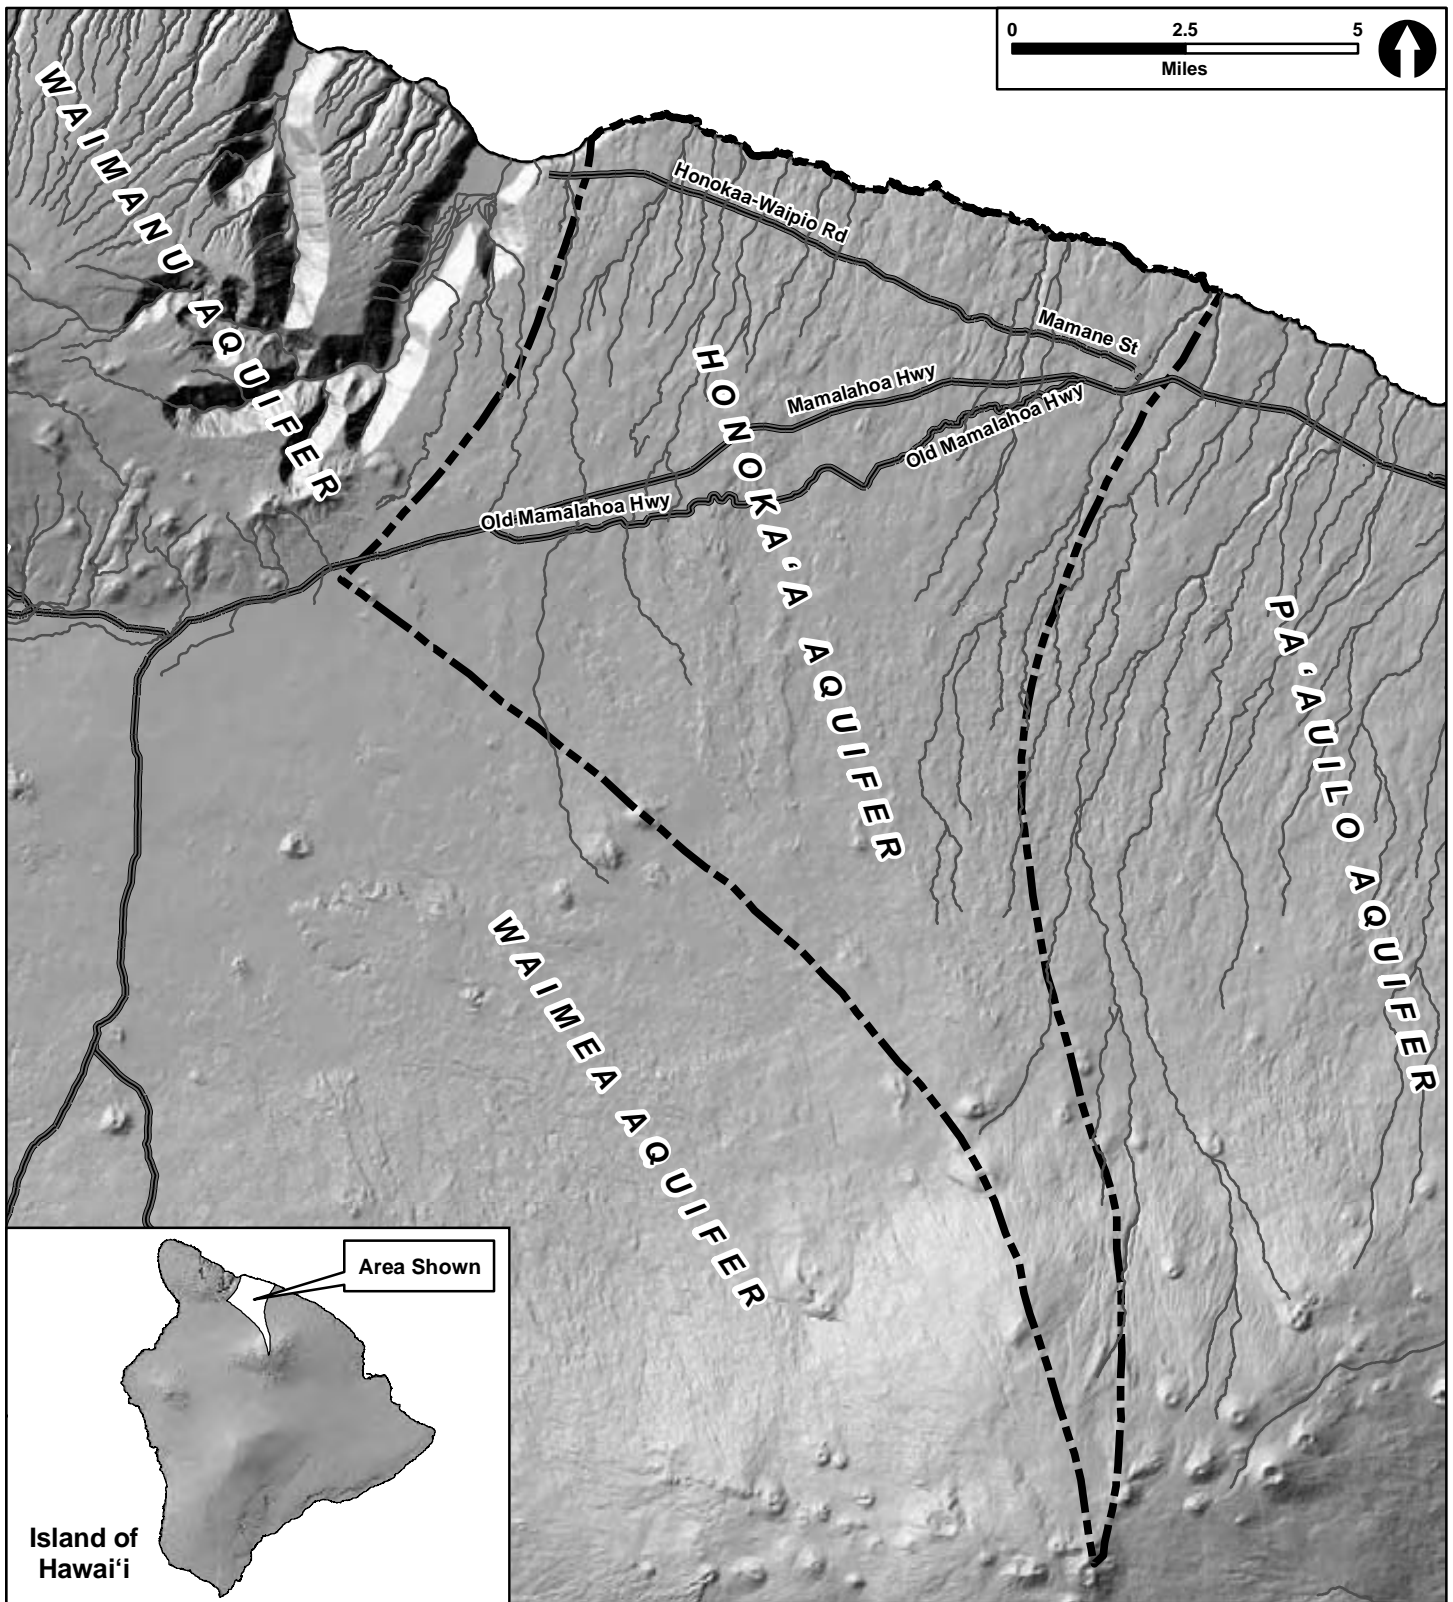 0 2.5 5
Miles
WAIMANU AQUIFER
Honokaa-Waipio Rd
Mamane St
HONOKA‘A AQUIFER
Mamalahoa Hwy
Old Mamalahoa Hwy
Old Mamalahoa Hwy
PA‘AUILO AQUIFER
WAIMEA AQUIFER
Area Shown
Island of
Hawai‘i